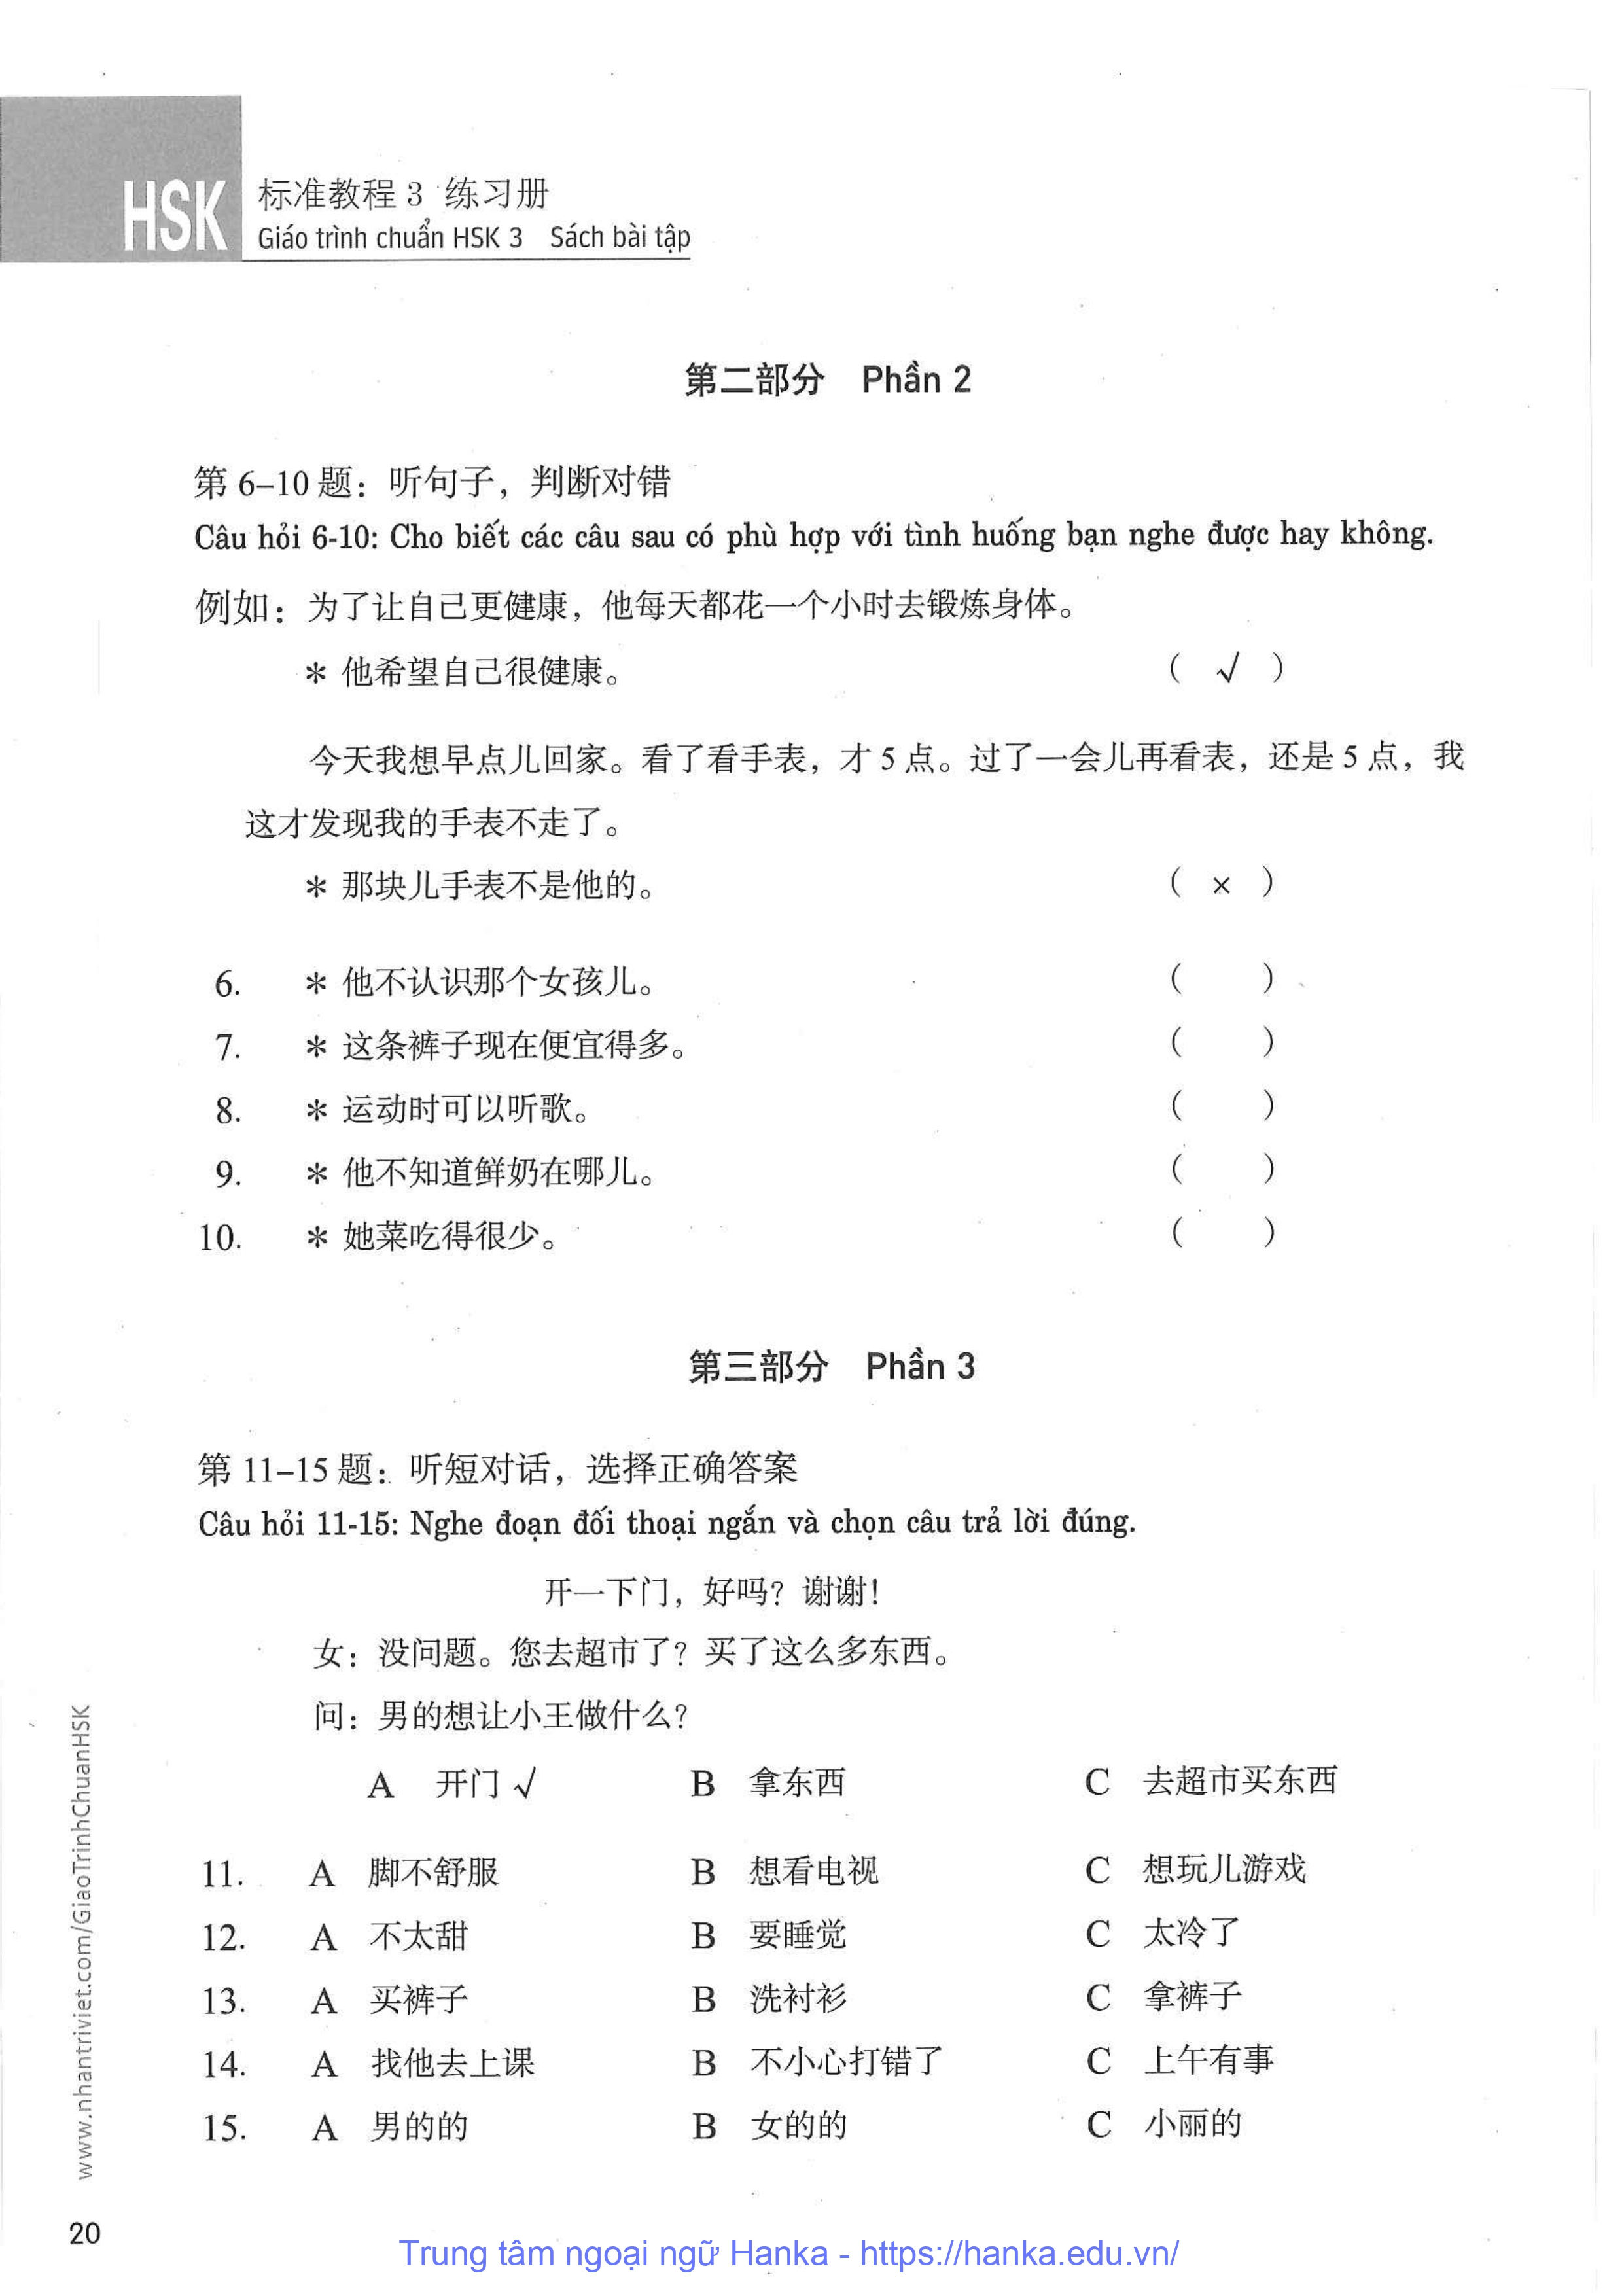 HSK
标准教程 3 练习册
Giáo trình chuẩn HSK 3 Sách bài tập
第二部分 Phần 2
第 6–10 题：听句子，判断对错
Câu hỏi 6-10: Cho biết các câu sau có phù hợp với tình huống bạn nghe được hay không.
例如：为了让自己更健康，他每天都花一个小时去锻炼身体。
＊ 他希望自己很健康。 （ √ ）
今天我想早点儿回家。看了看手表，才 5 点。过了一会儿再看表，还是 5 点，我
这才发现我的手表不走了。
＊ 那块儿手表不是他的。 （ × ）
6. ＊ 他不认识那个女孩儿。 （ ）
7. ＊ 这条裤子现在便宜得多。 （ ）
8. ＊ 运动时可以听歌。 （ ）
9. ＊ 他不知道鲜奶在哪儿。 （ ）
10. ＊ 她菜吃得很少。 （ ）
第三部分 Phần 3
第 11–15 题：听短对话，选择正确答案
Câu hỏi 11-15: Nghe đoạn đối thoại ngắn và chọn câu trả lời đúng.
开一下门，好吗？谢谢！
女：没问题。您去超市了？买了这么多东西。
问：男的想让小王做什么？
A 开门 √ B 拿东西 C 去超市买东西
11. A 脚不舒服 B 想看电视 C 想玩儿游戏
12. A 不太甜 B 要睡觉 C 太冷了
13. A 买裤子 B 洗衬衫 C 拿裤子
14. A 找他去上课 B 不小心打错了 C 上午有事
15. A 男的的 B 女的的 C 小丽的
www.nhantriviet.com/GiaoTrinhChuanHSK
20
Trung tâm ngoại ngữ Hanka - https://hanka.edu.vn/